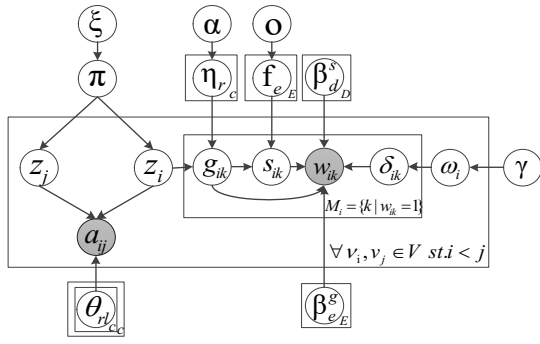 ξ α ο
π η_{r_C} f_{e_E} β^s_{d_D}
z_j z_i g_{ik} s_{ik} w_{ik} δ_{ik} ω_i γ
M_i = {k | w_{ik} = 1}
a_{ij} ∀ v_i, v_j ∈ V st.i < j
θ_{rl_{C_C}} β^g_{e_E}